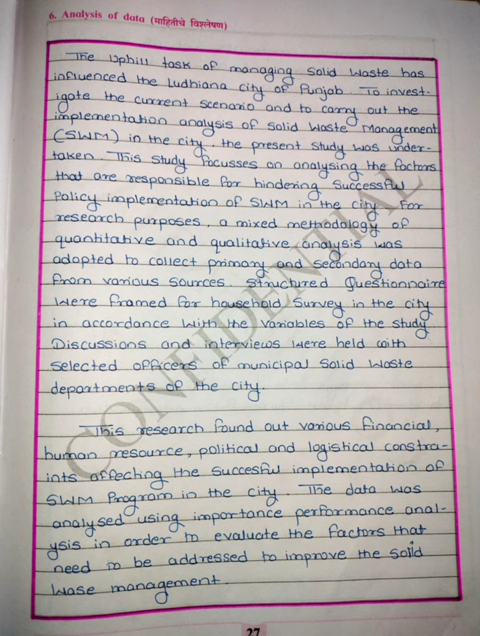 6. Analysis of data (माहितीचे विश्लेषण)
The Uphill task of managing Solid Waste has
influenced the Ludhiana city of Punjab. To invest-
igate the current scenario and to carry out the
implementation analysis of Solid Waste Management
(SWM) in the city, the present study was under-
taken. This study focusses on analysing the factors
that are responsible for hindering Successful
Policy implementation of SWM in the city. For
research purposes, a mixed methodology of
quantitative and qualitative analysis was
adopted to collect primary and Secondary data
from various sources. Structured Questionnaire
were framed for household Survey in the city
in accordance with the variables of the study
Discussions and interviews were held with
Selected officers of municipal Solid Waste
departments of the city.
This research found out various financial,
human resource, political and logistical constra-
ints affeching the Succesful implementation of
SWM Program in the city. The data was
analysed using importance performance anal-
ysis in order to evaluate the factors that
need to be addressed to improve the solid
wase management.
CONFIDENTIAL
27